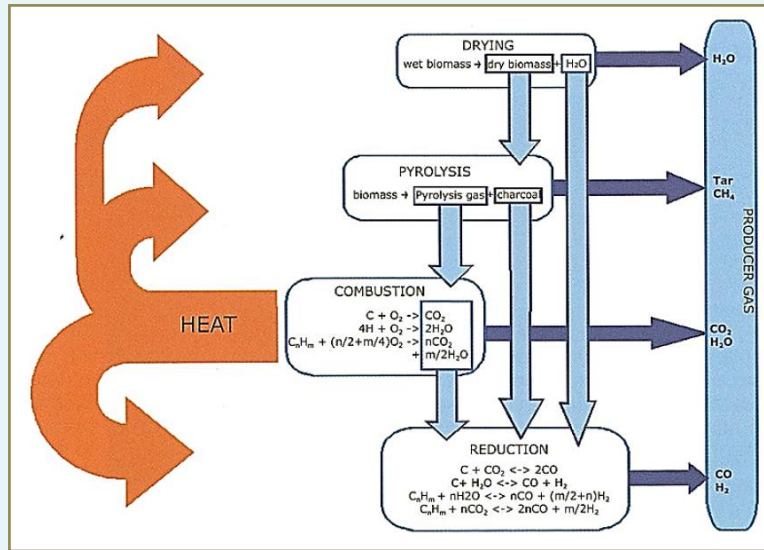 DRYING
wet biomass → dry biomass + H₂O
H₂O
PYROLYSIS
biomass → Pyrolysis gas + charcoal
Tar
CH₄
PRODUCER GAS
HEAT
COMBUSTION
C + O₂ -> CO₂
4H + O₂ -> 2H₂O
CₙHₘ + (n/2+m/4)O₂ -> nCO₂
+ m/2H₂O
CO₂
H₂O
REDUCTION
C + CO₂ <-> 2CO
C+ H₂O <-> CO + H₂
CₙHₘ + nH2O <-> nCO + (m/2+n)H₂
CₙHₘ + nCO₂ <-> 2nCO + m/2H₂
CO
H₂